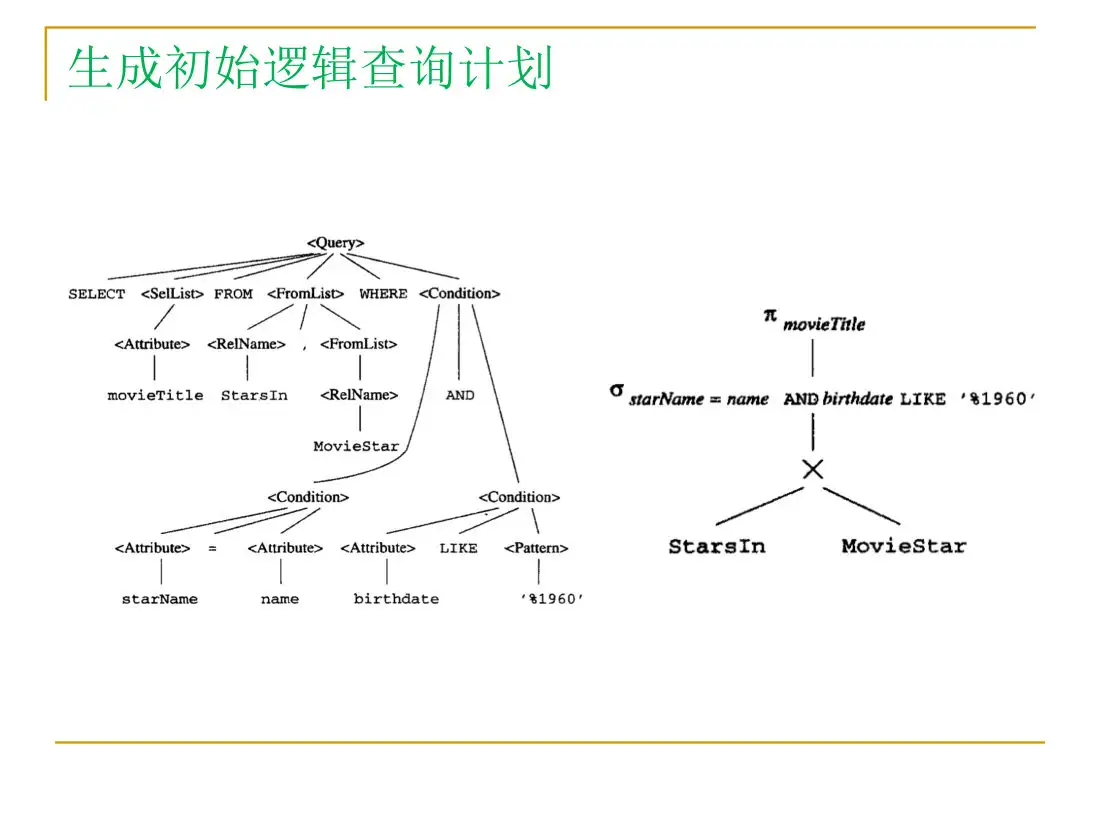 生成初始逻辑查询计划
<Query>
SELECT <SelList> FROM <FromList> WHERE <Condition>
<Attribute> <RelName> , <FromList>
movieTitle StarsIn <RelName> AND
MovieStar
<Condition> <Condition>
<Attribute> = <Attribute> <Attribute> LIKE <Pattern>
starName name birthdate '%1960'
π movieTitle
σ starName = name AND birthdate LIKE '%1960'
×
StarsIn MovieStar